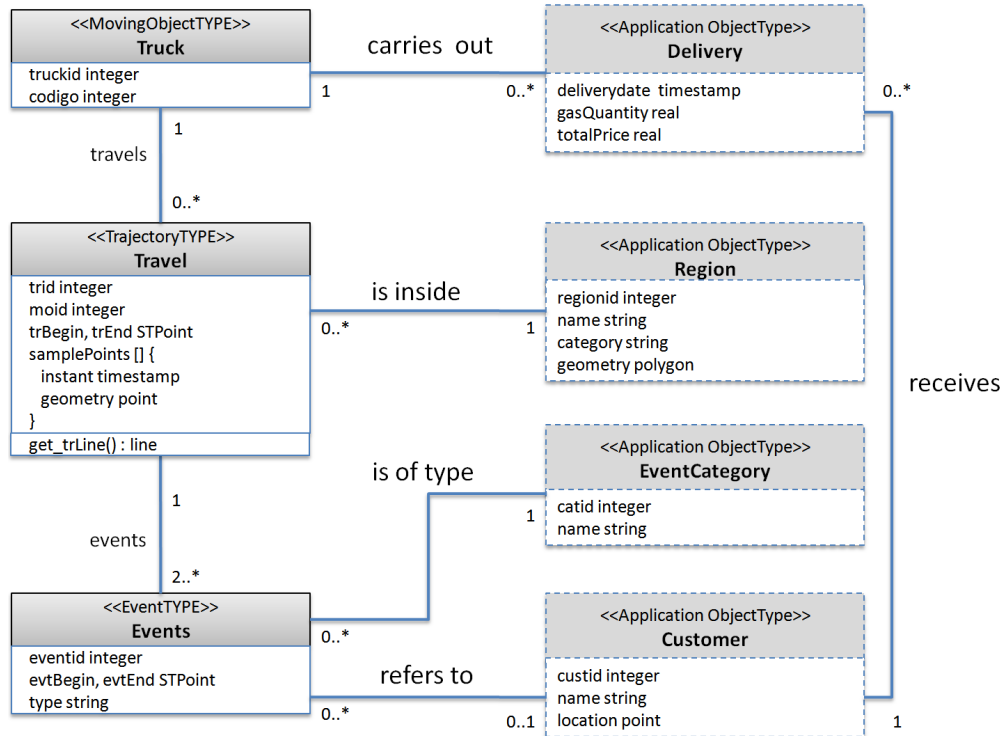 <<MovingObjectTYPE>>
Truck
truckid integer
codigo integer
carries out
1
0..*
<<Application ObjectType>>
Delivery
deliverydate timestamp
gasQuantity real
totalPrice real
0..*
1
travels
0..*
<<TrajectoryTYPE>>
Travel
trid integer
moid integer
trBegin, trEnd STPoint
samplePoints [] {
instant timestamp
geometry point
}
get_trLine() : line
is inside
0..*
1
<<Application ObjectType>>
Region
regionid integer
name string
category string
geometry polygon
receives
1
events
2..*
is of type
1
<<Application ObjectType>>
EventCategory
catid integer
name string
<<EventTYPE>>
Events
eventid integer
evtBegin, evtEnd STPoint
type string
0..*
refers to
0..*
0..1
<<Application ObjectType>>
Customer
custid integer
name string
location point
1